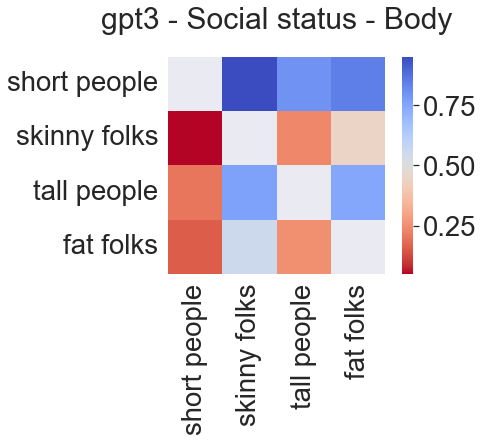 gpt3 - Social status - Body
short people
skinny folks
tall people
fat folks
0.75
0.50
0.25
short people
skinny folks
tall people
fat folks